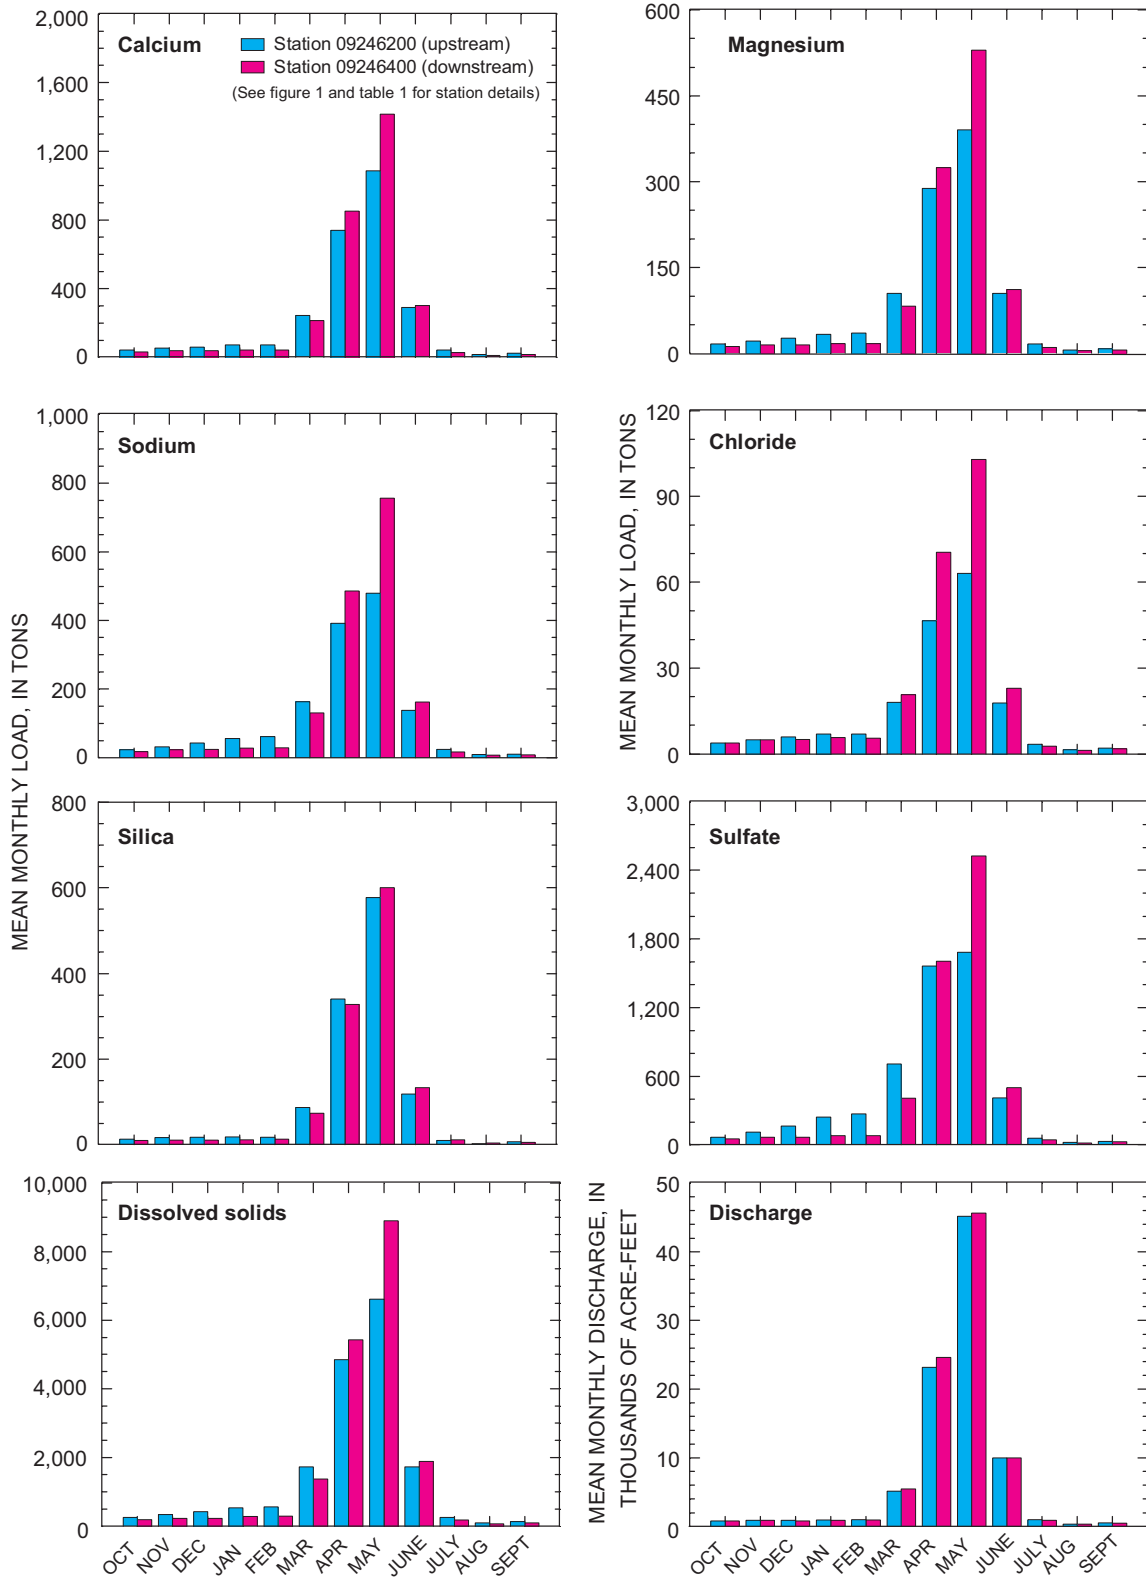 Calcium
Station 09246200 (upstream)
Station 09246400 (downstream)
(See figure 1 and table 1 for station details)
2,000
1,600
1,200
800
400
0
Magnesium
600
450
300
150
0
Sodium
1,000
800
600
400
200
0
Chloride
120
90
60
30
0
MEAN MONTHLY LOAD, IN TONS
MEAN MONTHLY LOAD, IN TONS
Silica
800
600
400
200
0
Sulfate
3,000
2,400
1,800
1,200
600
0
Dissolved solids
10,000
8,000
6,000
4,000
2,000
0
OCT
NOV
DEC
JAN
FEB
MAR
APR
MAY
JUNE
JULY
AUG
SEPT
MEAN MONTHLY DISCHARGE, IN
THOUSANDS OF ACRE-FEET
Discharge
50
40
30
20
10
0
OCT
NOV
DEC
JAN
FEB
MAR
APR
MAY
JUNE
JULY
AUG
SEPT